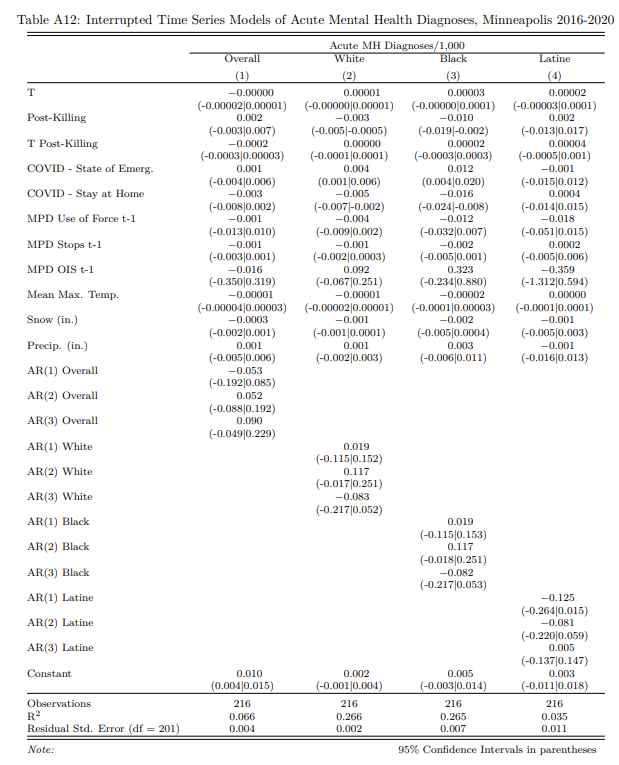 Table A12: Interrupted Time Series Models of Acute Mental Health Diagnoses, Minneapolis 2016-2020
Acute MH Diagnoses/1,000
Overall White Black Latine
(1) (2) (3) (4)
T −0.00000 0.00001 0.00003 0.00002
(-0.00002|0.00001) (-0.00000|0.00001) (-0.00000|0.0001) (-0.00003|0.0001)
Post-Killing 0.002 −0.003 −0.010 0.002
(-0.003|0.007) (-0.005|-0.0005) (-0.019|-0.002) (-0.013|0.017)
T Post-Killing −0.0002 0.00000 0.00002 0.00004
(-0.0003|0.00003) (-0.0001|0.0001) (-0.0003|0.0003) (-0.0005|0.001)
COVID - State of Emerg. 0.001 0.004 0.012 −0.001
(-0.004|0.006) (0.001|0.006) (0.004|0.020) (-0.015|0.012)
COVID - Stay at Home −0.003 −0.005 −0.016 0.0004
(-0.008|0.002) (-0.007|-0.002) (-0.024|-0.008) (-0.014|0.015)
MPD Use of Force t-1 −0.001 −0.004 −0.012 −0.018
(-0.013|0.010) (-0.009|0.002) (-0.032|0.007) (-0.051|0.015)
MPD Stops t-1 −0.001 −0.001 −0.002 0.0002
(-0.003|0.001) (-0.002|0.0003) (-0.005|0.001) (-0.005|0.006)
MPD OIS t-1 −0.016 0.092 0.323 −0.359
(-0.350|0.319) (-0.067|0.251) (-0.234|0.880) (-1.312|0.594)
Mean Max. Temp. −0.00001 −0.00001 −0.00002 0.00000
(-0.00004|0.00003) (-0.00002|0.00001) (-0.0001|0.00003) (-0.0001|0.0001)
Snow (in.) −0.0003 −0.001 −0.002 −0.001
(-0.002|0.001) (-0.001|0.0001) (-0.005|0.0004) (-0.005|0.003)
Precip. (in.) 0.001 0.001 0.003 −0.001
(-0.005|0.006) (-0.002|0.003) (-0.006|0.011) (-0.016|0.013)
AR(1) Overall −0.053
(-0.192|0.085)
AR(2) Overall 0.052
(-0.088|0.192)
AR(3) Overall 0.090
(-0.049|0.229)
AR(1) White 0.019
(-0.115|0.152)
AR(2) White 0.117
(-0.017|0.251)
AR(3) White −0.083
(-0.217|0.052)
AR(1) Black 0.019
(-0.115|0.153)
AR(2) Black 0.117
(-0.018|0.251)
AR(3) Black −0.082
(-0.217|0.053)
AR(1) Latine −0.125
(-0.264|0.015)
AR(2) Latine −0.081
(-0.220|0.059)
AR(3) Latine 0.005
(-0.137|0.147)
Constant 0.010 0.002 0.005 0.003
(0.004|0.015) (-0.001|0.004) (-0.003|0.014) (-0.011|0.018)
Observations 216 216 216 216
R2 0.066 0.266 0.265 0.035
Residual Std. Error (df = 201) 0.004 0.002 0.007 0.011
Note: 95% Confidence Intervals in parentheses